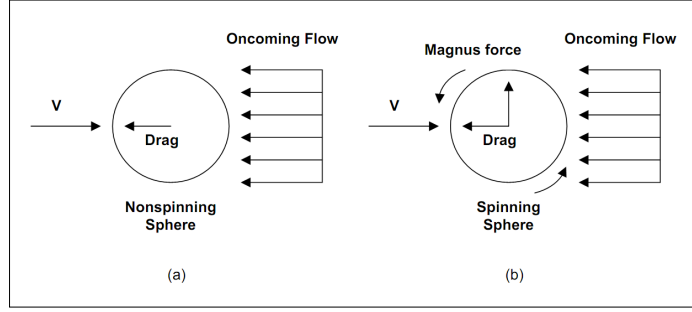 Oncoming Flow
V
Drag
Nonspinning
Sphere
(a)
Oncoming Flow
Magnus force
V
Drag
Spinning
Sphere
(b)